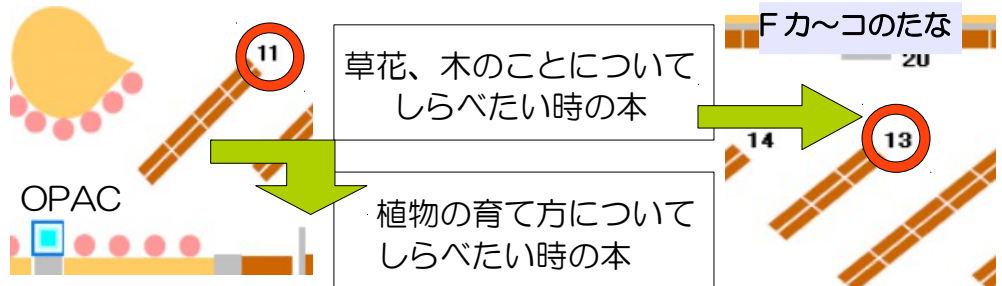 Fカ～コのたな
11
20
草花、木のことについて
しらべたい時の本
14
13
OPAC
植物の育て方について
しらべたい時の本